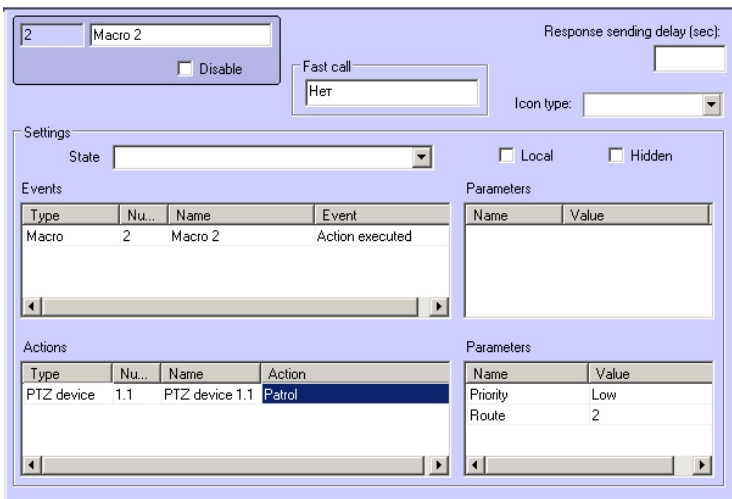 2 Macro 2
Disable
Response sending delay (sec):
Fast call
Нет
Icon type:
Settings
State
Local
Hidden
Events
Parameters
Type Nu... Name Event
Name Value
Macro 2 Macro 2 Action executed
Actions
Parameters
Type Nu... Name Action
Name Value
PTZ device 1.1 PTZ device 1.1 Patrol
Priority Low
Route 2